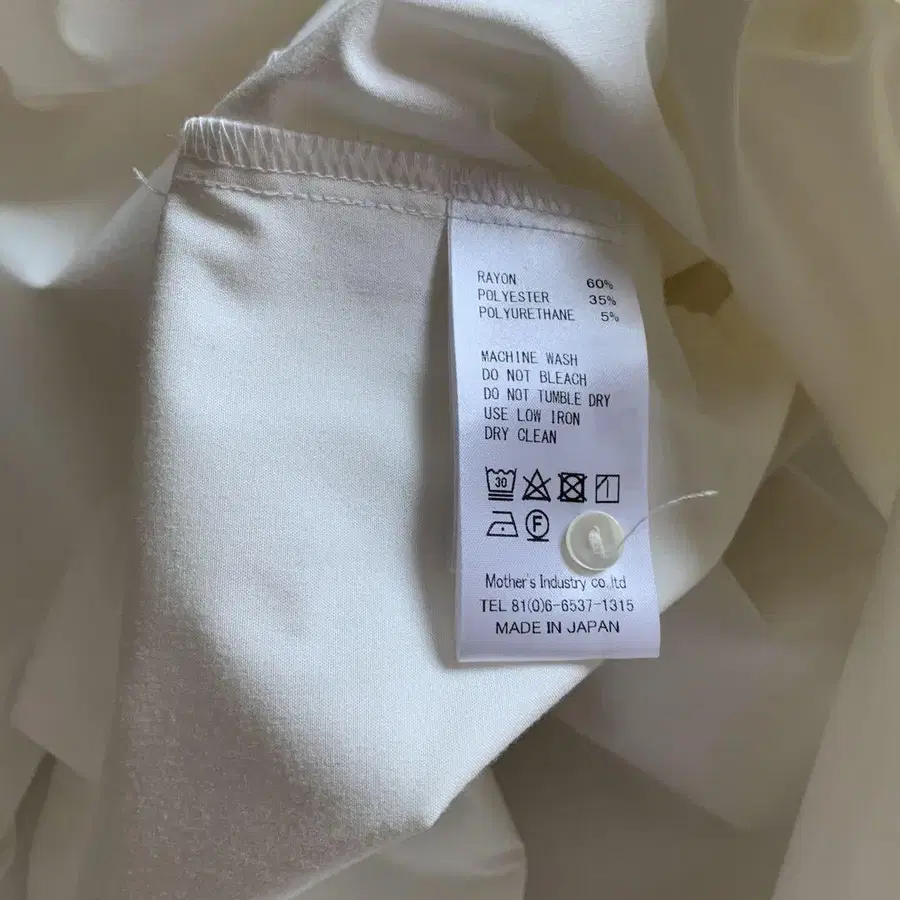 RAYON 60%
POLYESTER 35%
POLYURETHANE 5%
MACHINE WASH
DO NOT BLEACH
DO NOT TUMBLE DRY
USE LOW IRON
DRY CLEAN
30
F
Mother's Industry co.,ltd
TEL 81(0)6-6537-1315
MADE IN JAPAN